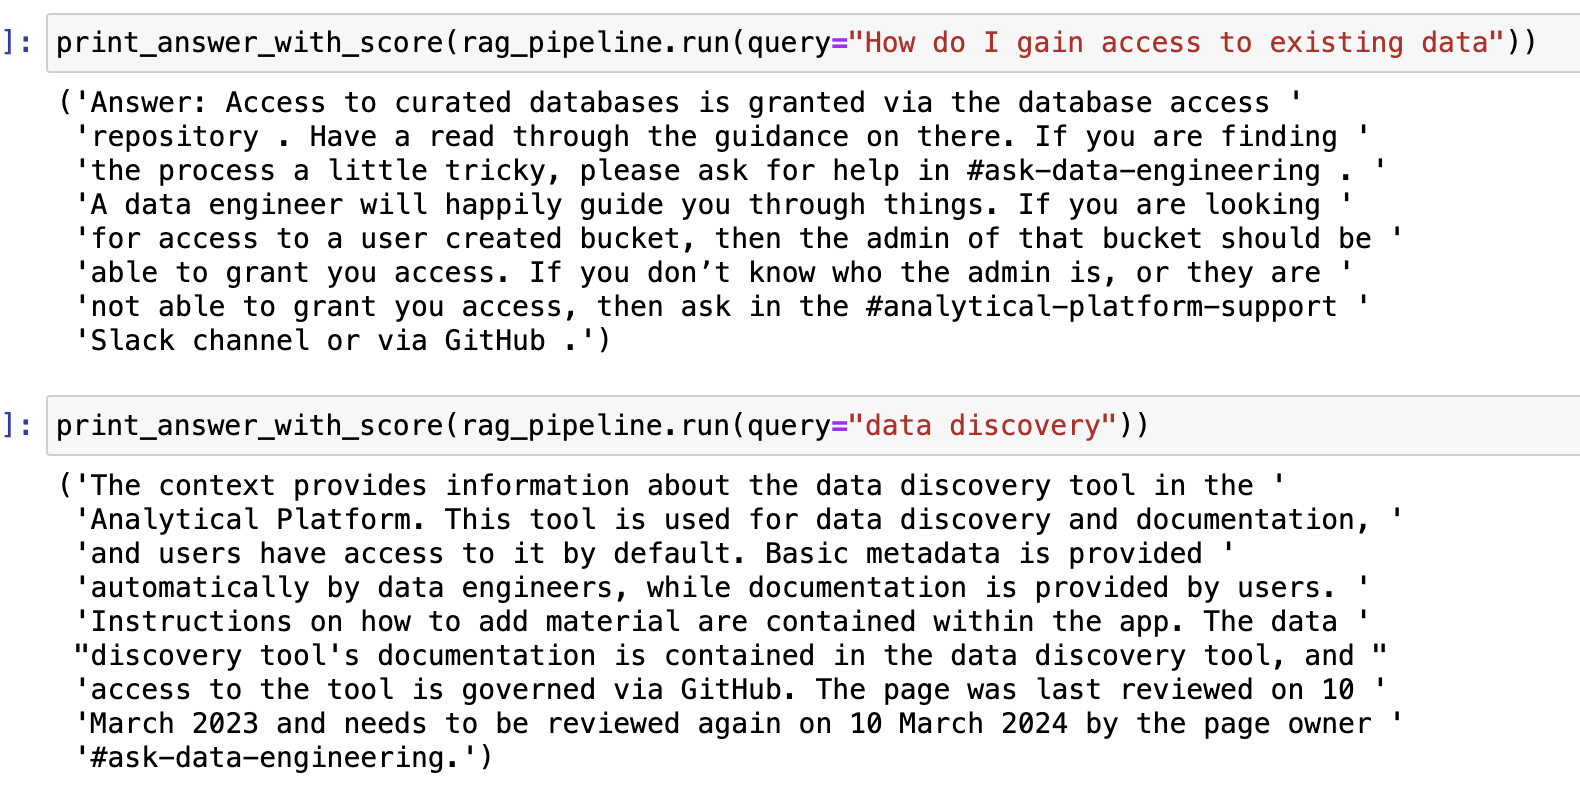 ]: print_answer_with_score(rag_pipeline.run(query="How do I gain access to existing data"))
('Answer: Access to curated databases is granted via the database access '
'repository . Have a read through the guidance on there. If you are finding '
'the process a little tricky, please ask for help in #ask-data-engineering . '
'A data engineer will happily guide you through things. If you are looking '
'for access to a user created bucket, then the admin of that bucket should be '
'able to grant you access. If you don’t know who the admin is, or they are '
'not able to grant you access, then ask in the #analytical-platform-support '
'Slack channel or via GitHub .')
]: print_answer_with_score(rag_pipeline.run(query="data discovery"))
('The context provides information about the data discovery tool in the '
'Analytical Platform. This tool is used for data discovery and documentation, '
'and users have access to it by default. Basic metadata is provided '
'automatically by data engineers, while documentation is provided by users. '
'Instructions on how to add material are contained within the app. The data '
"discovery tool's documentation is contained in the data discovery tool, and "
'access to the tool is governed via GitHub. The page was last reviewed on 10 '
'March 2023 and needs to be reviewed again on 10 March 2024 by the page owner '
'#ask-data-engineering.')